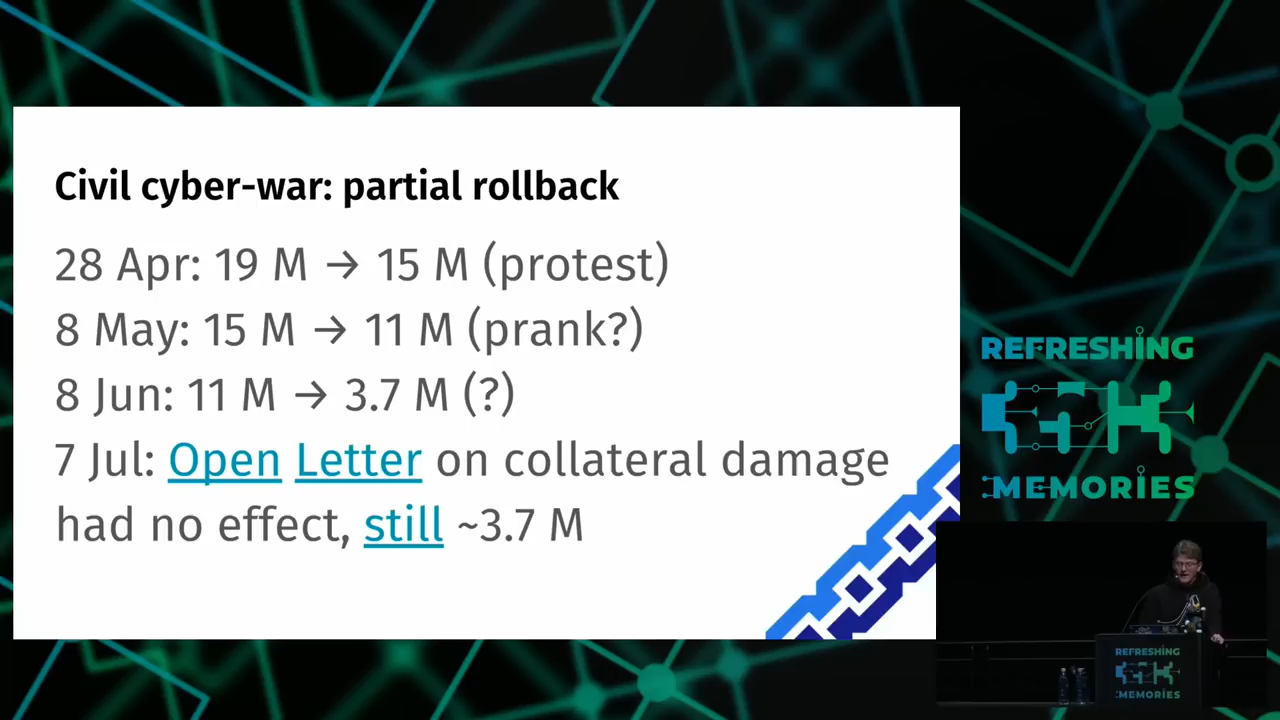 Civil cyber-war: partial rollback
28 Apr: 19 M → 15 M (protest)
8 May: 15 M → 11 M (prank?)
8 Jun: 11 M → 3.7 M (?)
7 Jul: Open Letter on collateral damage
had no effect, still ~3.7 M
REFRESHING
:MEMORIES
REFRESHING
:MEMORIES